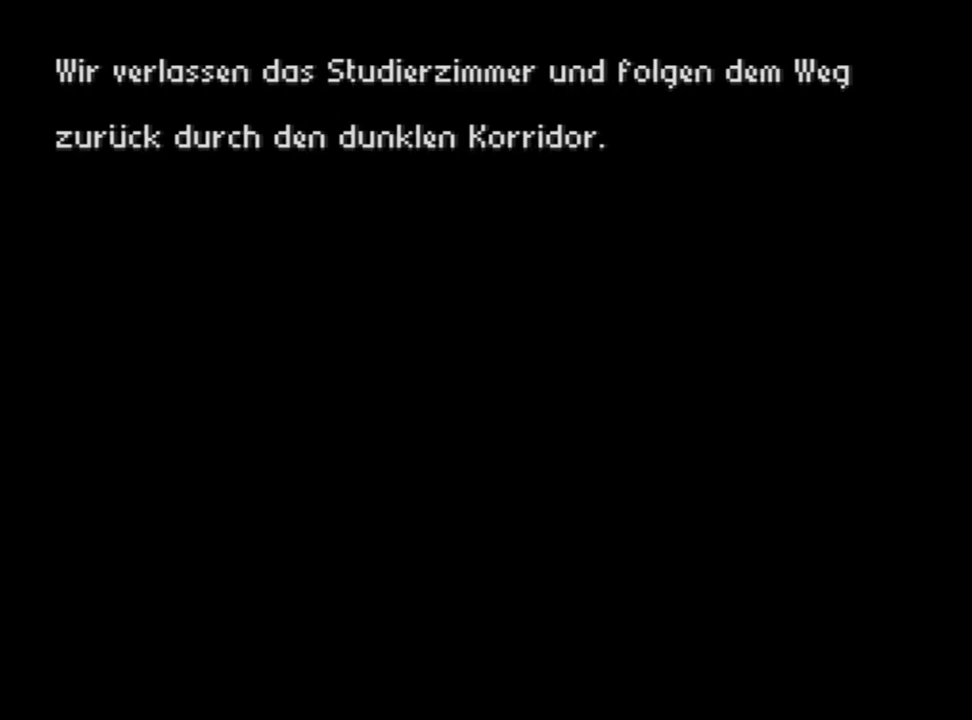 Wir verlassen das Studierzimmer und folgen dem Weg
zurück durch den dunklen Korridor.